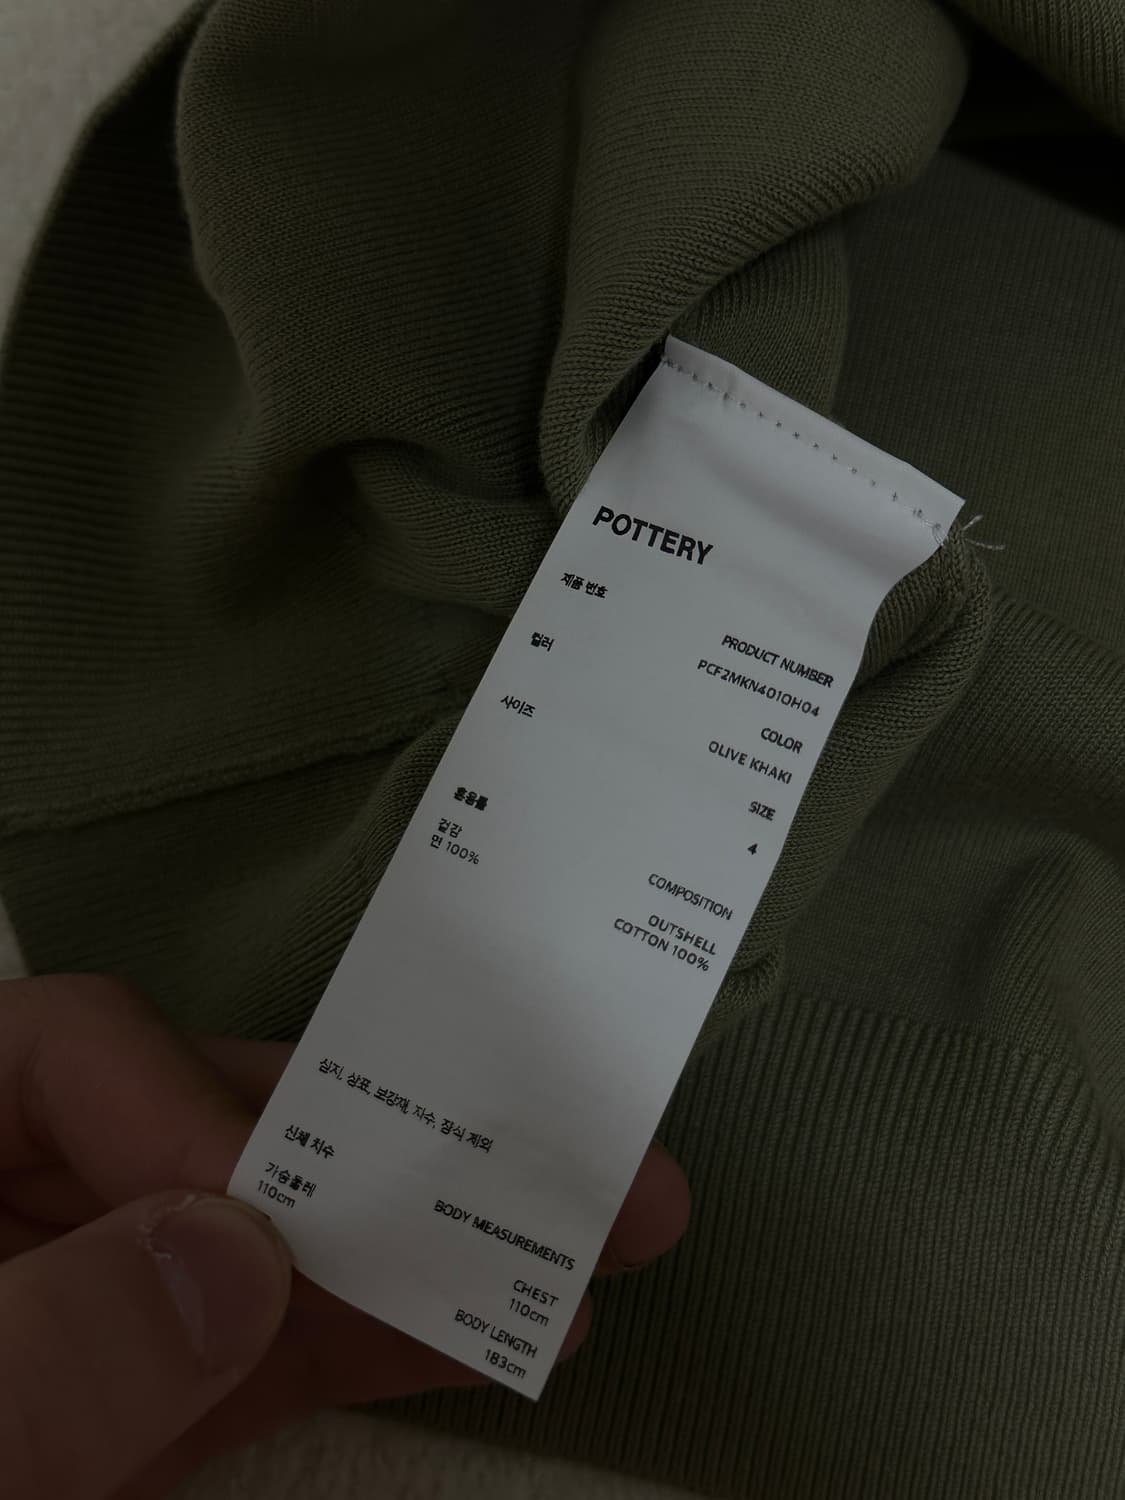 POTTERY
제품 번호
PRODUCT NUMBER
PCF2MKN401OH04
컬러
COLOR
OLIVE KHAKI
사이즈
SIZE
4
혼용률
COMPOSITION
겉감
면 100%
OUTSHELL
COTTON 100%
심지, 상표, 보강재, 자수, 장식 제외
신체 치수
BODY MEASUREMENTS
가슴둘레
110cm
CHEST
110cm
BODY LENGTH
183cm